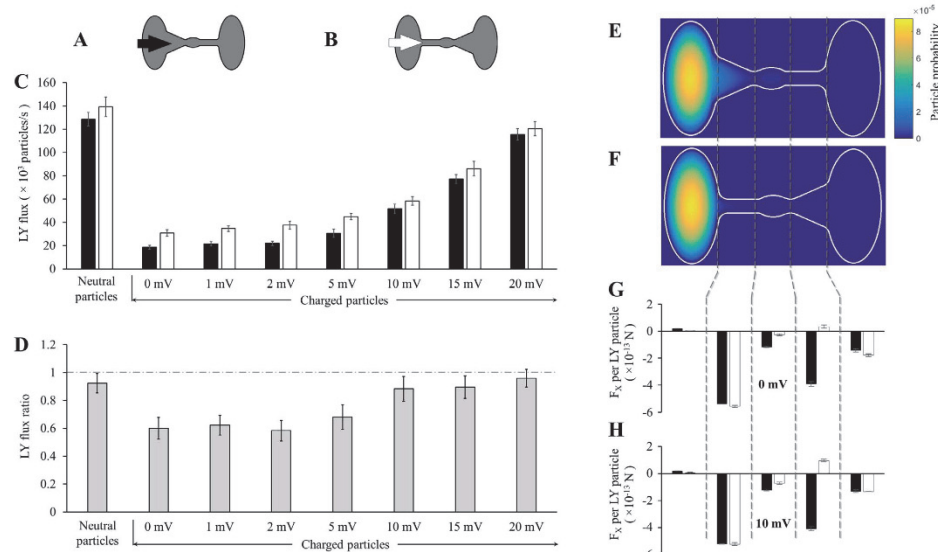 A
B
C
LY flux ( × 10³ particles/s)
160
140
120
100
80
60
40
20
0
Neutral particles
0 mV
1 mV
2 mV
5 mV
10 mV
15 mV
20 mV
Charged particles
D
LY flux ratio
1.2
1
0.8
0.6
0.4
0.2
0
Neutral particles
0 mV
1 mV
2 mV
5 mV
10 mV
15 mV
20 mV
Charged particles
E
×10⁻⁵
8
6
4
2
0
Particle probability
F
G
Fₓ per LY particle
( ×10⁻¹³ N )
2
0
-2
-4
-6
0 mV
H
Fₓ per LY particle
( ×10⁻¹³ N )
4
2
0
-2
-4
10 mV